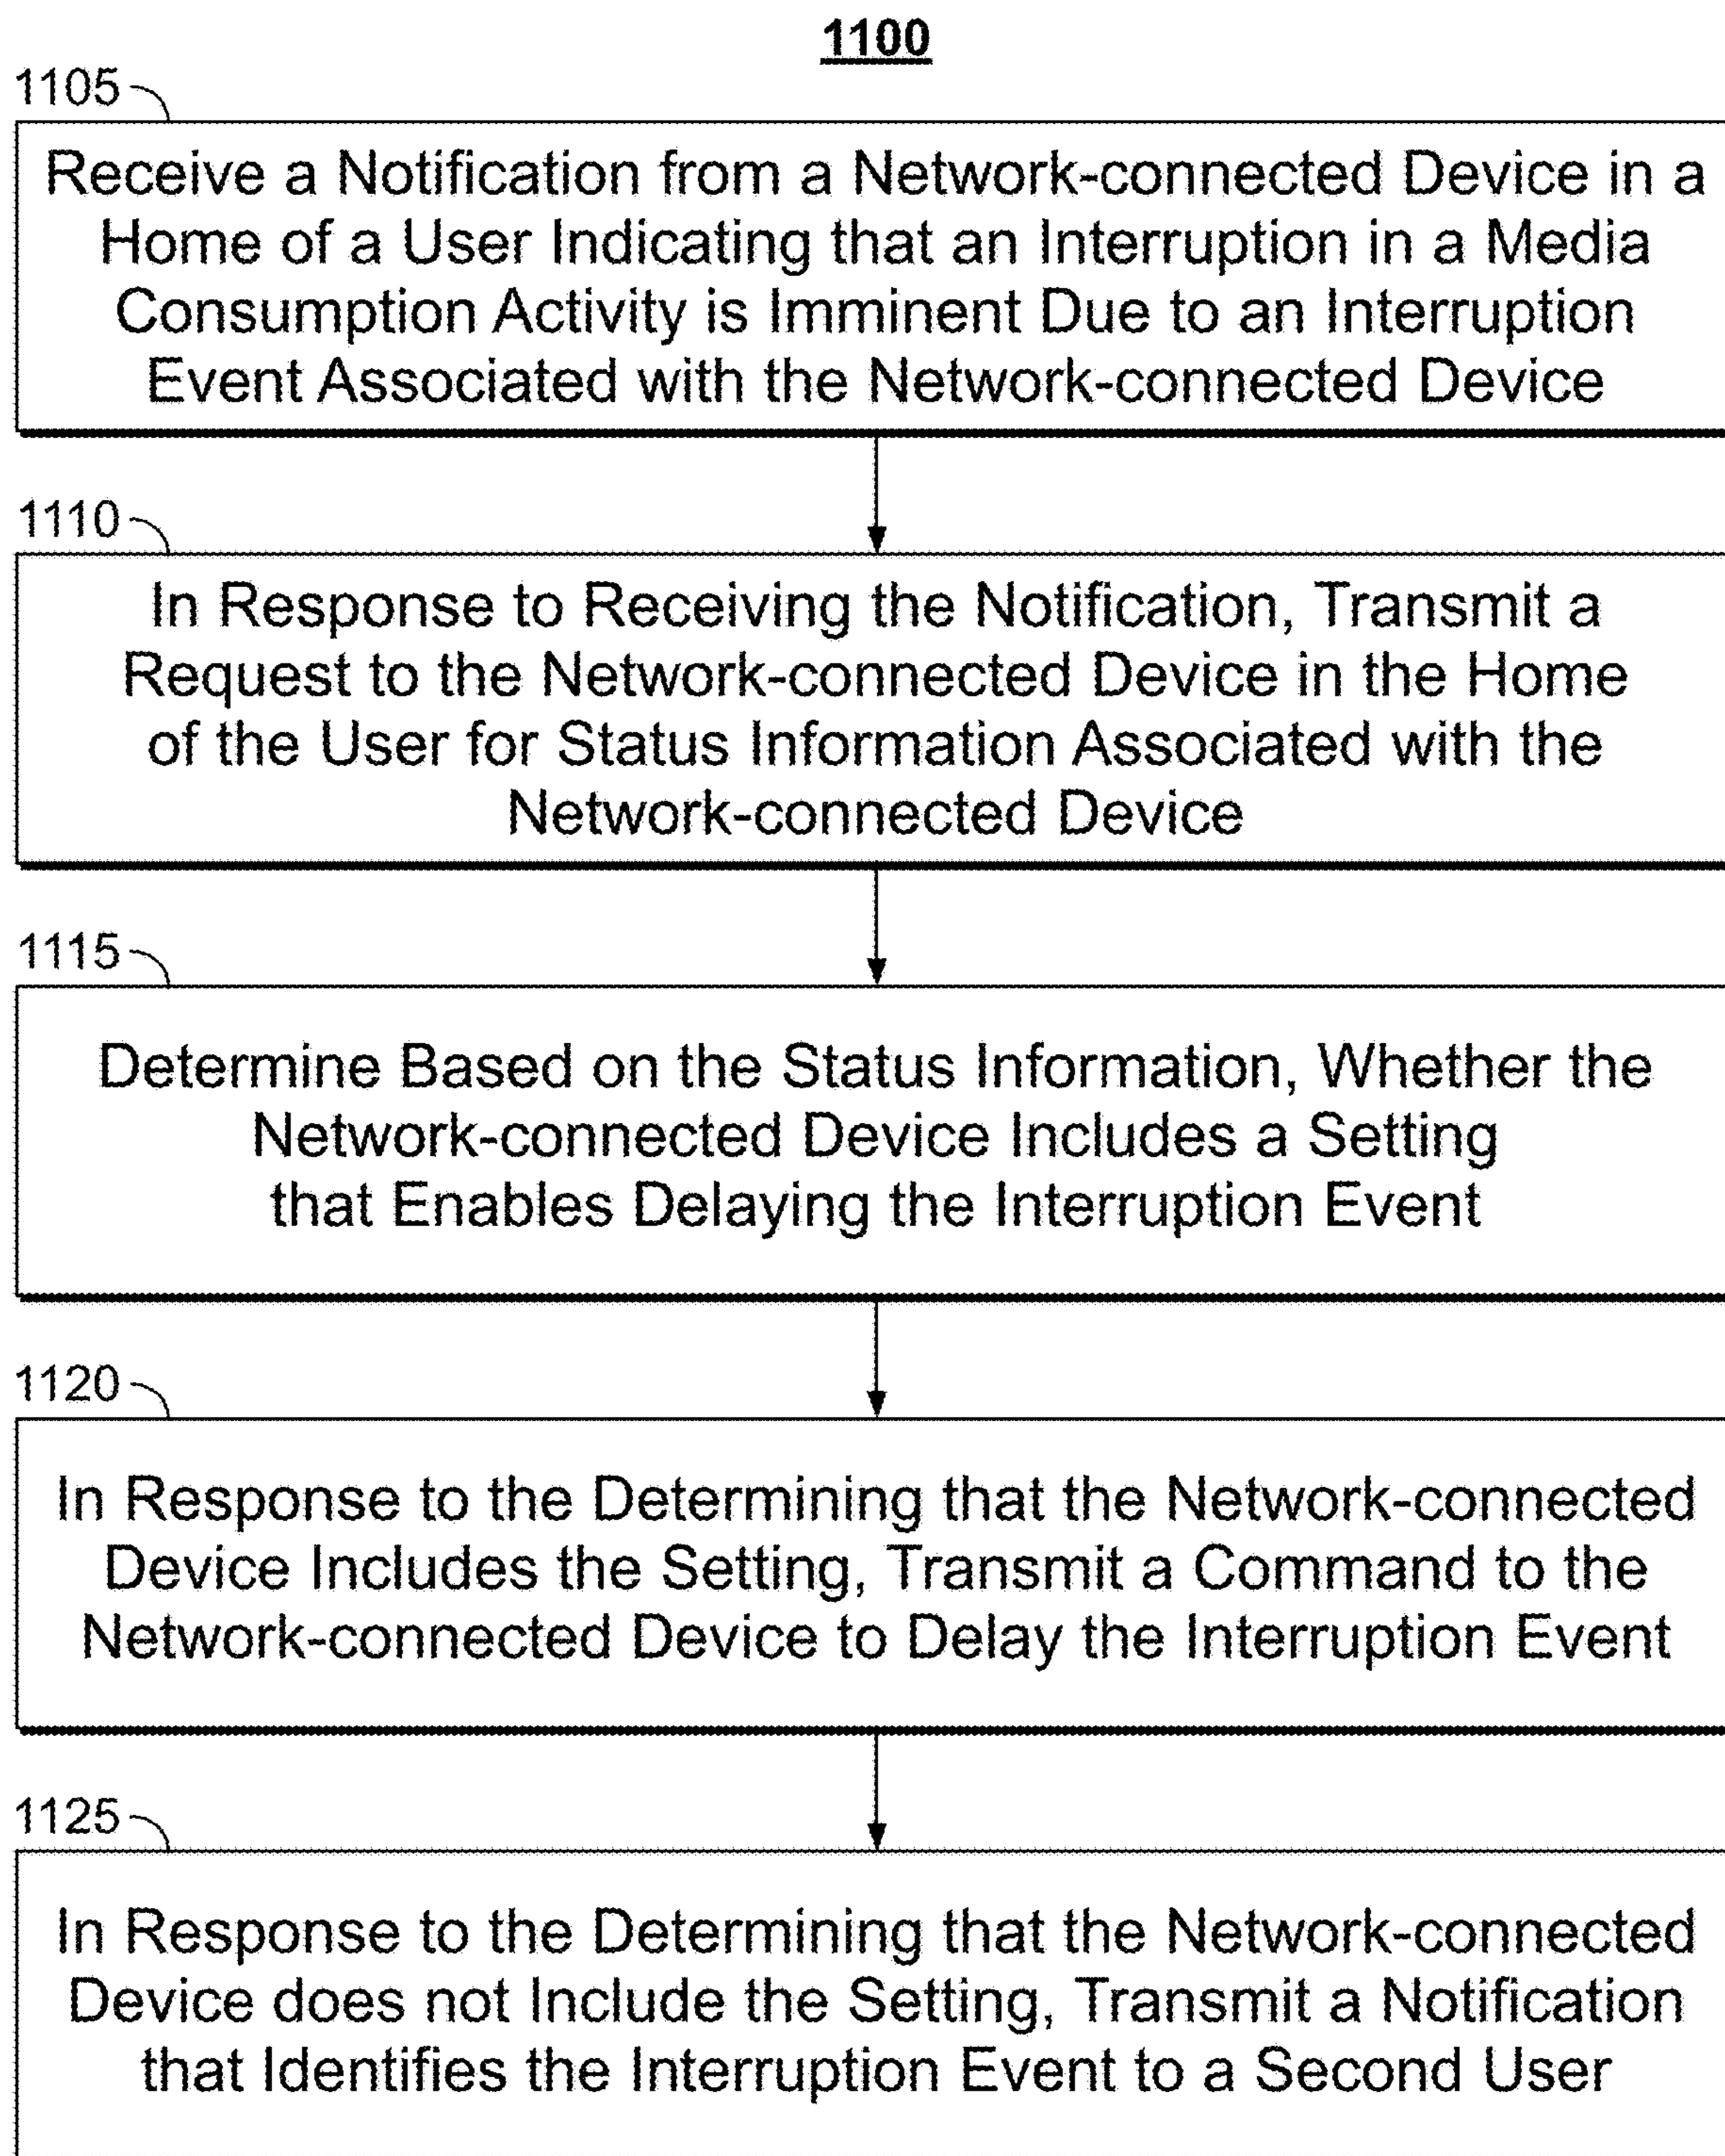 1100
1105
Receive a Notification from a Network-connected Device in a
Home of a User Indicating that an Interruption in a Media
Consumption Activity is Imminent Due to an Interruption
Event Associated with the Network-connected Device
1110
In Response to Receiving the Notification, Transmit a
Request to the Network-connected Device in the Home
of the User for Status Information Associated with the
Network-connected Device
1115
Determine Based on the Status Information, Whether the
Network-connected Device Includes a Setting
that Enables Delaying the Interruption Event
1120
In Response to the Determining that the Network-connected
Device Includes the Setting, Transmit a Command to the
Network-connected Device to Delay the Interruption Event
1125
In Response to the Determining that the Network-connected
Device does not Include the Setting, Transmit a Notification
that Identifies the Interruption Event to a Second User